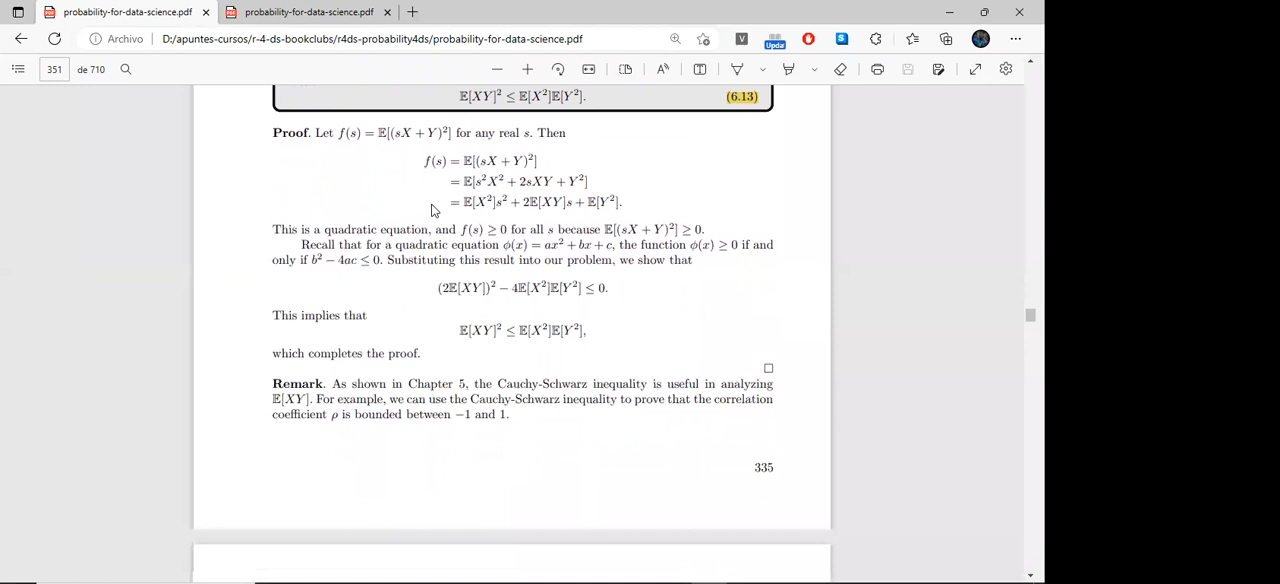 probability-for-data-science.pdf
probability-for-data-science.pdf
Archivo D:/apuntes-cursos/r-4-ds-bookclubs/r4ds-probability4ds/probability-for-data-science.pdf
V
Updat
S
351 de 710
A
T
𝔼[XY]² ≤ 𝔼[X²]𝔼[Y²]. (6.13)
Proof. Let f(s) = 𝔼[(sX + Y)²] for any real s. Then
f(s) = 𝔼[(sX + Y)²]
= 𝔼[s²X² + 2sXY + Y²]
= 𝔼[X²]s² + 2𝔼[XY]s + 𝔼[Y²].
This is a quadratic equation, and f(s) ≥ 0 for all s because 𝔼[(sX + Y)²] ≥ 0.
Recall that for a quadratic equation ϕ(x) = ax² + bx + c, the function ϕ(x) ≥ 0 if and
only if b² − 4ac ≤ 0. Substituting this result into our problem, we show that
(2𝔼[XY])² − 4𝔼[X²]𝔼[Y²] ≤ 0.
This implies that
𝔼[XY]² ≤ 𝔼[X²]𝔼[Y²],
which completes the proof.
□
Remark. As shown in Chapter 5, the Cauchy-Schwarz inequality is useful in analyzing
𝔼[XY]. For example, we can use the Cauchy-Schwarz inequality to prove that the correlation
coefficient ρ is bounded between −1 and 1.
335